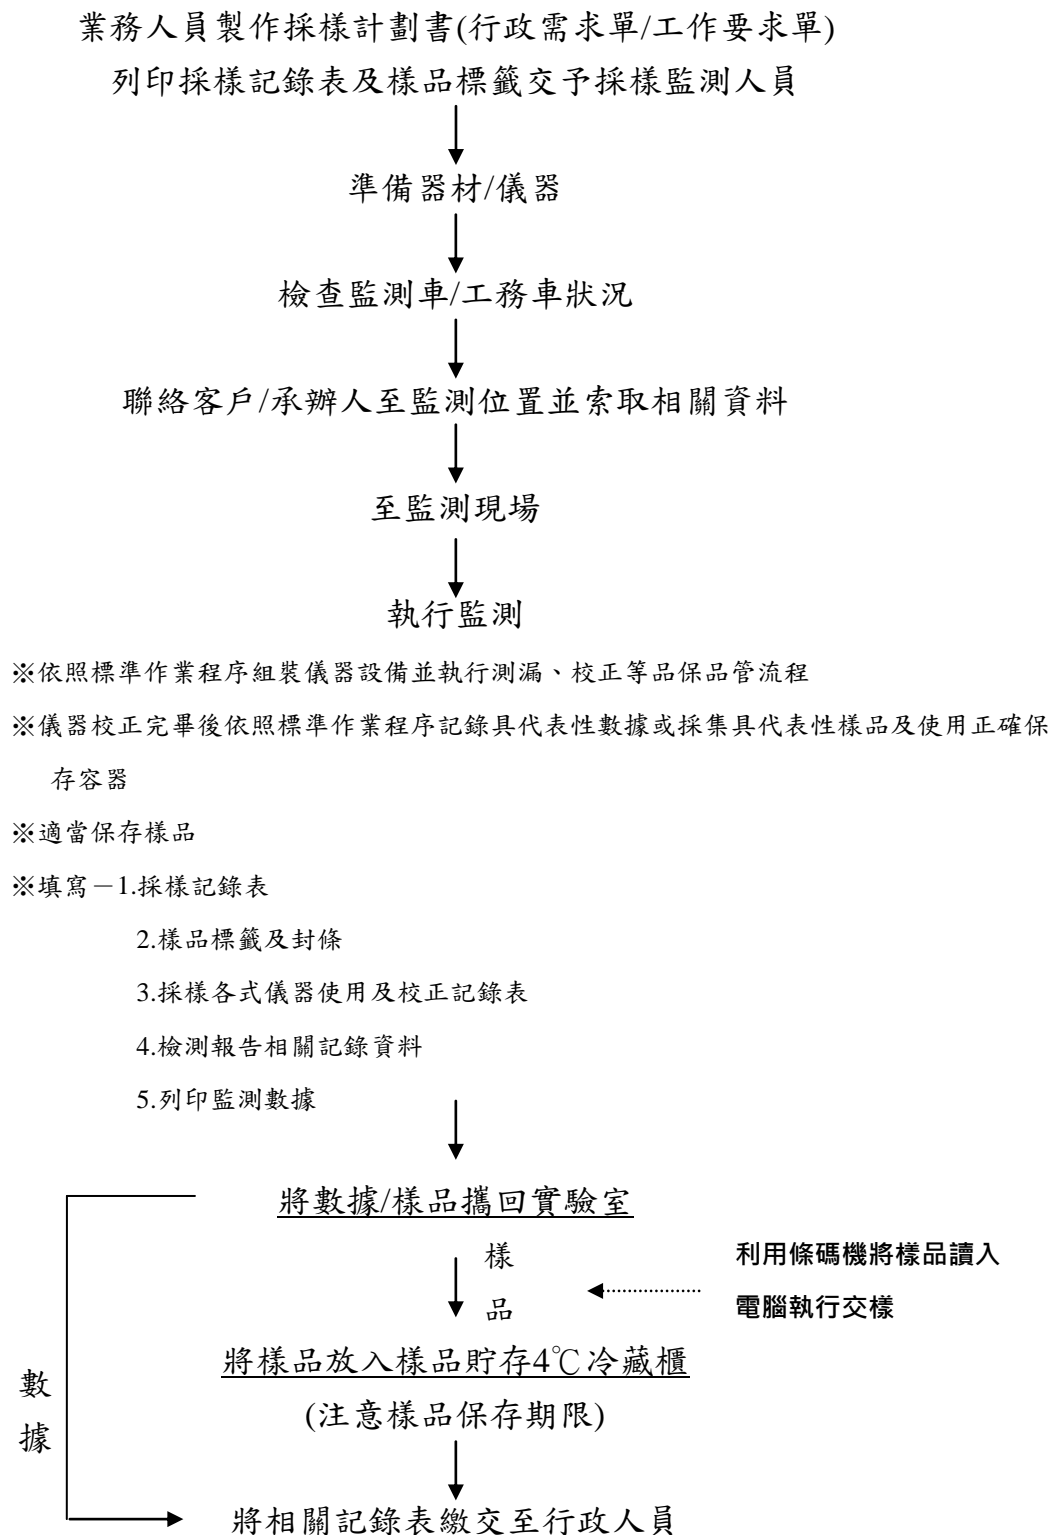 業務人員製作採樣計劃書(行政需求單/工作要求單)
列印採樣記錄表及樣品標籤交予採樣監測人員
準備器材/儀器
檢查監測車/工務車狀況
聯絡客戶/承辦人至監測位置並索取相關資料
至監測現場
執行監測
※依照標準作業程序組裝儀器設備並執行測漏、校正等品保品管流程
※儀器校正完畢後依照標準作業程序記錄具代表性數據或採集具代表性樣品及使用正確保
存容器
※適當保存樣品
※填寫－1.採樣記錄表
2.樣品標籤及封條
3.採樣各式儀器使用及校正記錄表
4.檢測報告相關記錄資料
5.列印監測數據
將數據/樣品攜回實驗室
樣品
利用條碼機將樣品讀入
電腦執行交樣
將樣品放入樣品貯存4℃冷藏櫃
(注意樣品保存期限)
數據
將相關記錄表繳交至行政人員